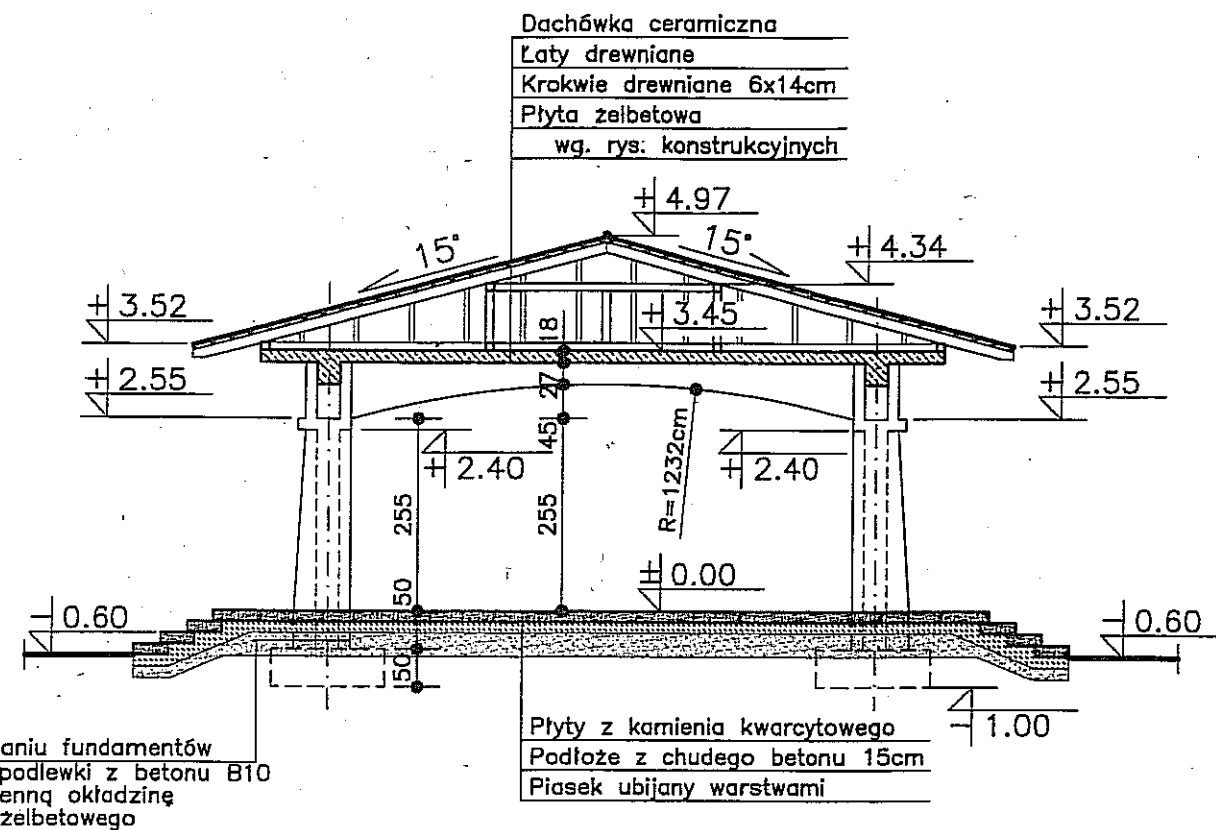 Dachówka ceramiczna
Łaty drewniane
Krokwie drewniane 6x14cm
Płyta żelbetowa
wg. rys: konstrukcyjnych
+ 4.97
15°
15°
+ 4.34
+ 3.52
+ 3.45
+ 3.52
18
+ 2.55
27
+ 2.55
45
+ 2.40
+ 2.40
R=1232cm
255
255
± 0.00
50
- 0.60
- 0.60
50
- 1.00
Płyty z kamienia kwarcytowego
Podłoże z chudego betonu 15cm
Piasek ubijany warstwami
aniu fundamentów
podlewki z betonu B10
enną okładzinę
żelbetowego